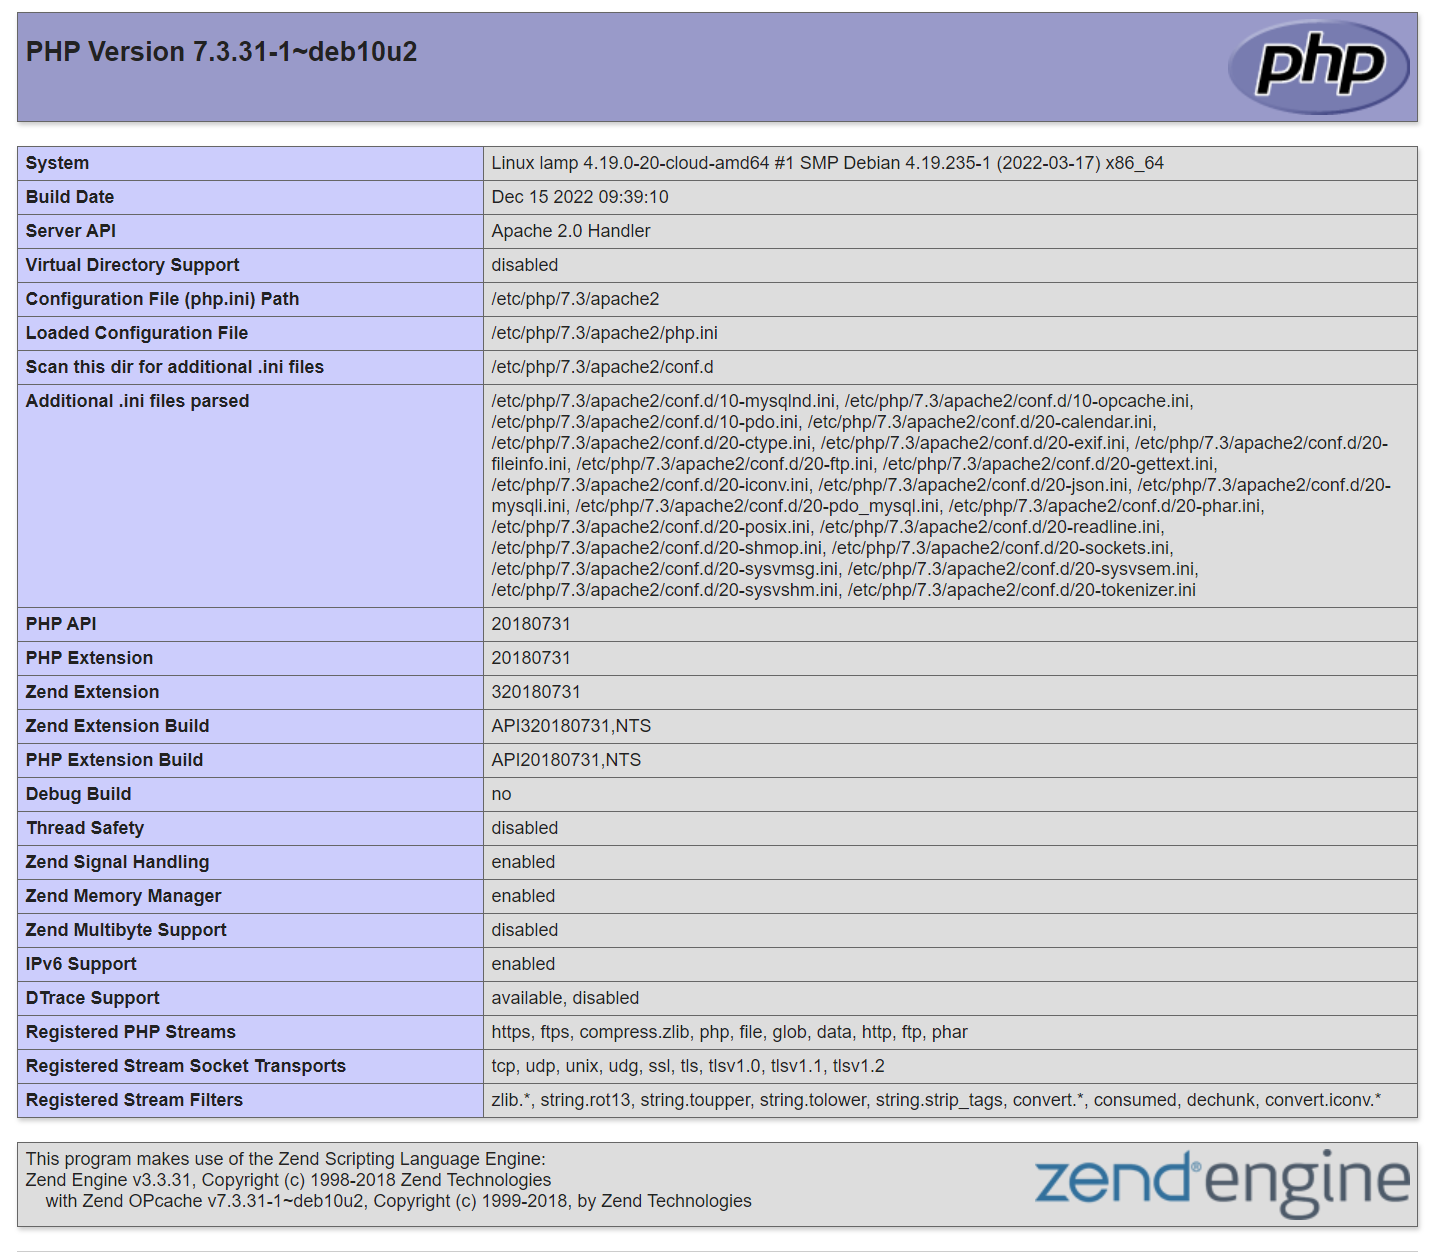 PHP Version 7.3.31-1~deb10u2
php
System Linux lamp 4.19.0-20-cloud-amd64 #1 SMP Debian 4.19.235-1 (2022-03-17) x86_64
Build Date Dec 15 2022 09:39:10
Server API Apache 2.0 Handler
Virtual Directory Support disabled
Configuration File (php.ini) Path /etc/php/7.3/apache2
Loaded Configuration File /etc/php/7.3/apache2/php.ini
Scan this dir for additional .ini files /etc/php/7.3/apache2/conf.d
Additional .ini files parsed /etc/php/7.3/apache2/conf.d/10-mysqlnd.ini, /etc/php/7.3/apache2/conf.d/10-opcache.ini,
/etc/php/7.3/apache2/conf.d/10-pdo.ini, /etc/php/7.3/apache2/conf.d/20-calendar.ini,
/etc/php/7.3/apache2/conf.d/20-ctype.ini, /etc/php/7.3/apache2/conf.d/20-exif.ini, /etc/php/7.3/apache2/conf.d/20-
fileinfo.ini, /etc/php/7.3/apache2/conf.d/20-ftp.ini, /etc/php/7.3/apache2/conf.d/20-gettext.ini,
/etc/php/7.3/apache2/conf.d/20-iconv.ini, /etc/php/7.3/apache2/conf.d/20-json.ini, /etc/php/7.3/apache2/conf.d/20-
mysqli.ini, /etc/php/7.3/apache2/conf.d/20-pdo_mysql.ini, /etc/php/7.3/apache2/conf.d/20-phar.ini,
/etc/php/7.3/apache2/conf.d/20-posix.ini, /etc/php/7.3/apache2/conf.d/20-readline.ini,
/etc/php/7.3/apache2/conf.d/20-shmop.ini, /etc/php/7.3/apache2/conf.d/20-sockets.ini,
/etc/php/7.3/apache2/conf.d/20-sysvmsg.ini, /etc/php/7.3/apache2/conf.d/20-sysvsem.ini,
/etc/php/7.3/apache2/conf.d/20-sysvshm.ini, /etc/php/7.3/apache2/conf.d/20-tokenizer.ini
PHP API 20180731
PHP Extension 20180731
Zend Extension 320180731
Zend Extension Build API320180731,NTS
PHP Extension Build API20180731,NTS
Debug Build no
Thread Safety disabled
Zend Signal Handling enabled
Zend Memory Manager enabled
Zend Multibyte Support disabled
IPv6 Support enabled
DTrace Support available, disabled
Registered PHP Streams https, ftps, compress.zlib, php, file, glob, data, http, ftp, phar
Registered Stream Socket Transports tcp, udp, unix, udg, ssl, tls, tlsv1.0, tlsv1.1, tlsv1.2
Registered Stream Filters zlib.*, string.rot13, string.toupper, string.tolower, string.strip_tags, convert.*, consumed, dechunk, convert.iconv.*
This program makes use of the Zend Scripting Language Engine:
Zend Engine v3.3.31, Copyright (c) 1998-2018 Zend Technologies
with Zend OPcache v7.3.31-1~deb10u2, Copyright (c) 1999-2018, by Zend Technologies
zend® engine